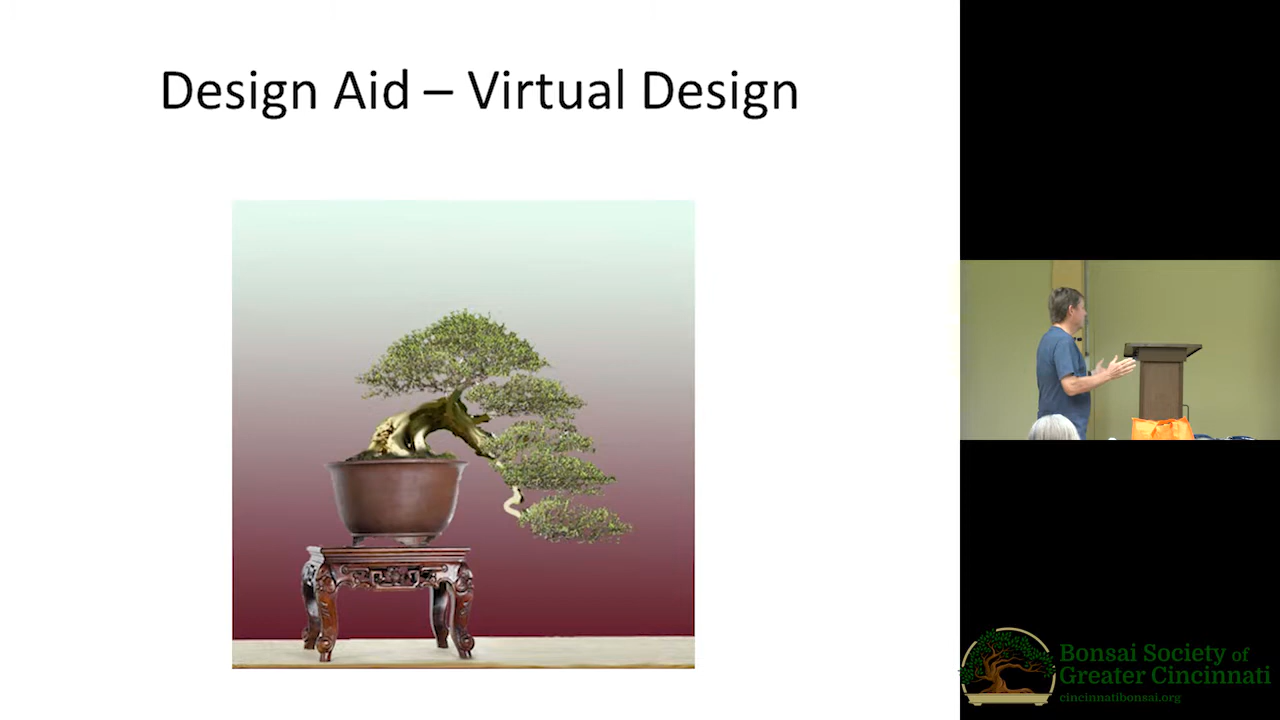 Design Aid – Virtual Design
Bonsai Society of
Greater Cincinnati
cincinnatibonsai.org